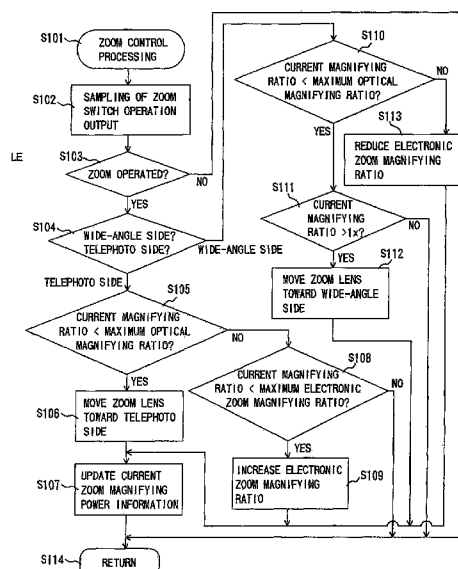 S101
ZOOM CONTROL
PROCESSING
S102
SAMPLING OF ZOOM
SWITCH OPERATION
OUTPUT
LE
S103
ZOOM OPERATED?
NO
YES
S104
WIDE-ANGLE SIDE?
TELEPHOTO SIDE?
WIDE-ANGLE SIDE
TELEPHOTO SIDE
S105
CURRENT MAGNIFYING
RATIO < MAXIMUM OPTICAL
MAGNIFYING RATIO?
NO
YES
S106
MOVE ZOOM LENS
TOWARD TELEPHOTO
SIDE
S107
UPDATE CURRENT
ZOOM MAGNIFYING
POWER INFORMATION
S114
RETURN
S108
CURRENT MAGNIFYING
RATIO < MAXIMUM ELECTRONIC
ZOOM MAGNIFYING RATIO?
NO
YES
S109
INCREASE ELECTRONIC
ZOOM MAGNIFYING
RATIO
S110
CURRENT MAGNIFYING
RATIO < MAXIMUM OPTICAL
MAGNIFYING RATIO?
NO
YES
S113
REDUCE ELECTRONIC
ZOOM MAGNIFYING
RATIO
S111
CURRENT
MAGNIFYING
RATIO >1x?
NO
YES
S112
MOVE ZOOM LENS
TOWARD WIDE-ANGLE
SIDE